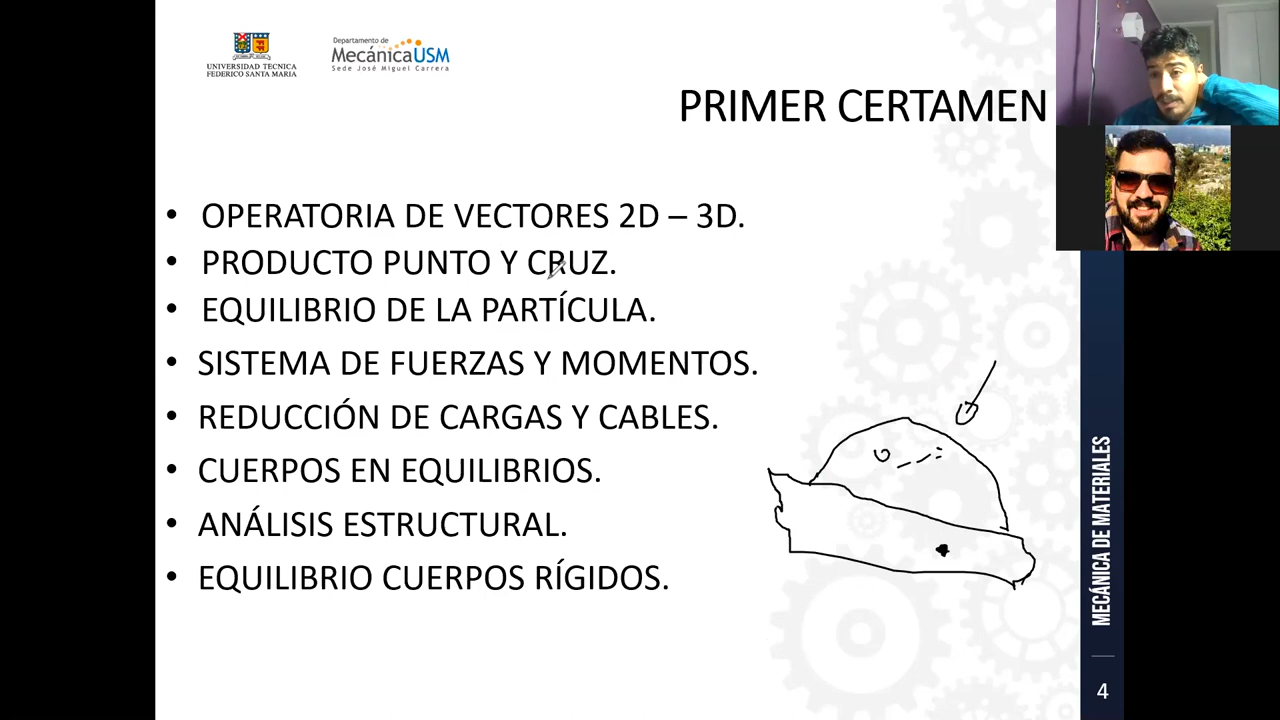 UNIVERSIDAD TÉCNICA
FEDERICO SANTA MARIA
Departamento de
MecánicaUSM
Sede José Miguel Carrera
PRIMER CERTAMEN
• OPERATORIA DE VECTORES 2D – 3D.
• PRODUCTO PUNTO Y CRUZ.
• EQUILIBRIO DE LA PARTÍCULA.
• SISTEMA DE FUERZAS Y MOMENTOS.
• REDUCCIÓN DE CARGAS Y CABLES.
• CUERPOS EN EQUILIBRIOS.
• ANÁLISIS ESTRUCTURAL.
• EQUILIBRIO CUERPOS RÍGIDOS.
MECÁNICA DE MATERIALES
4